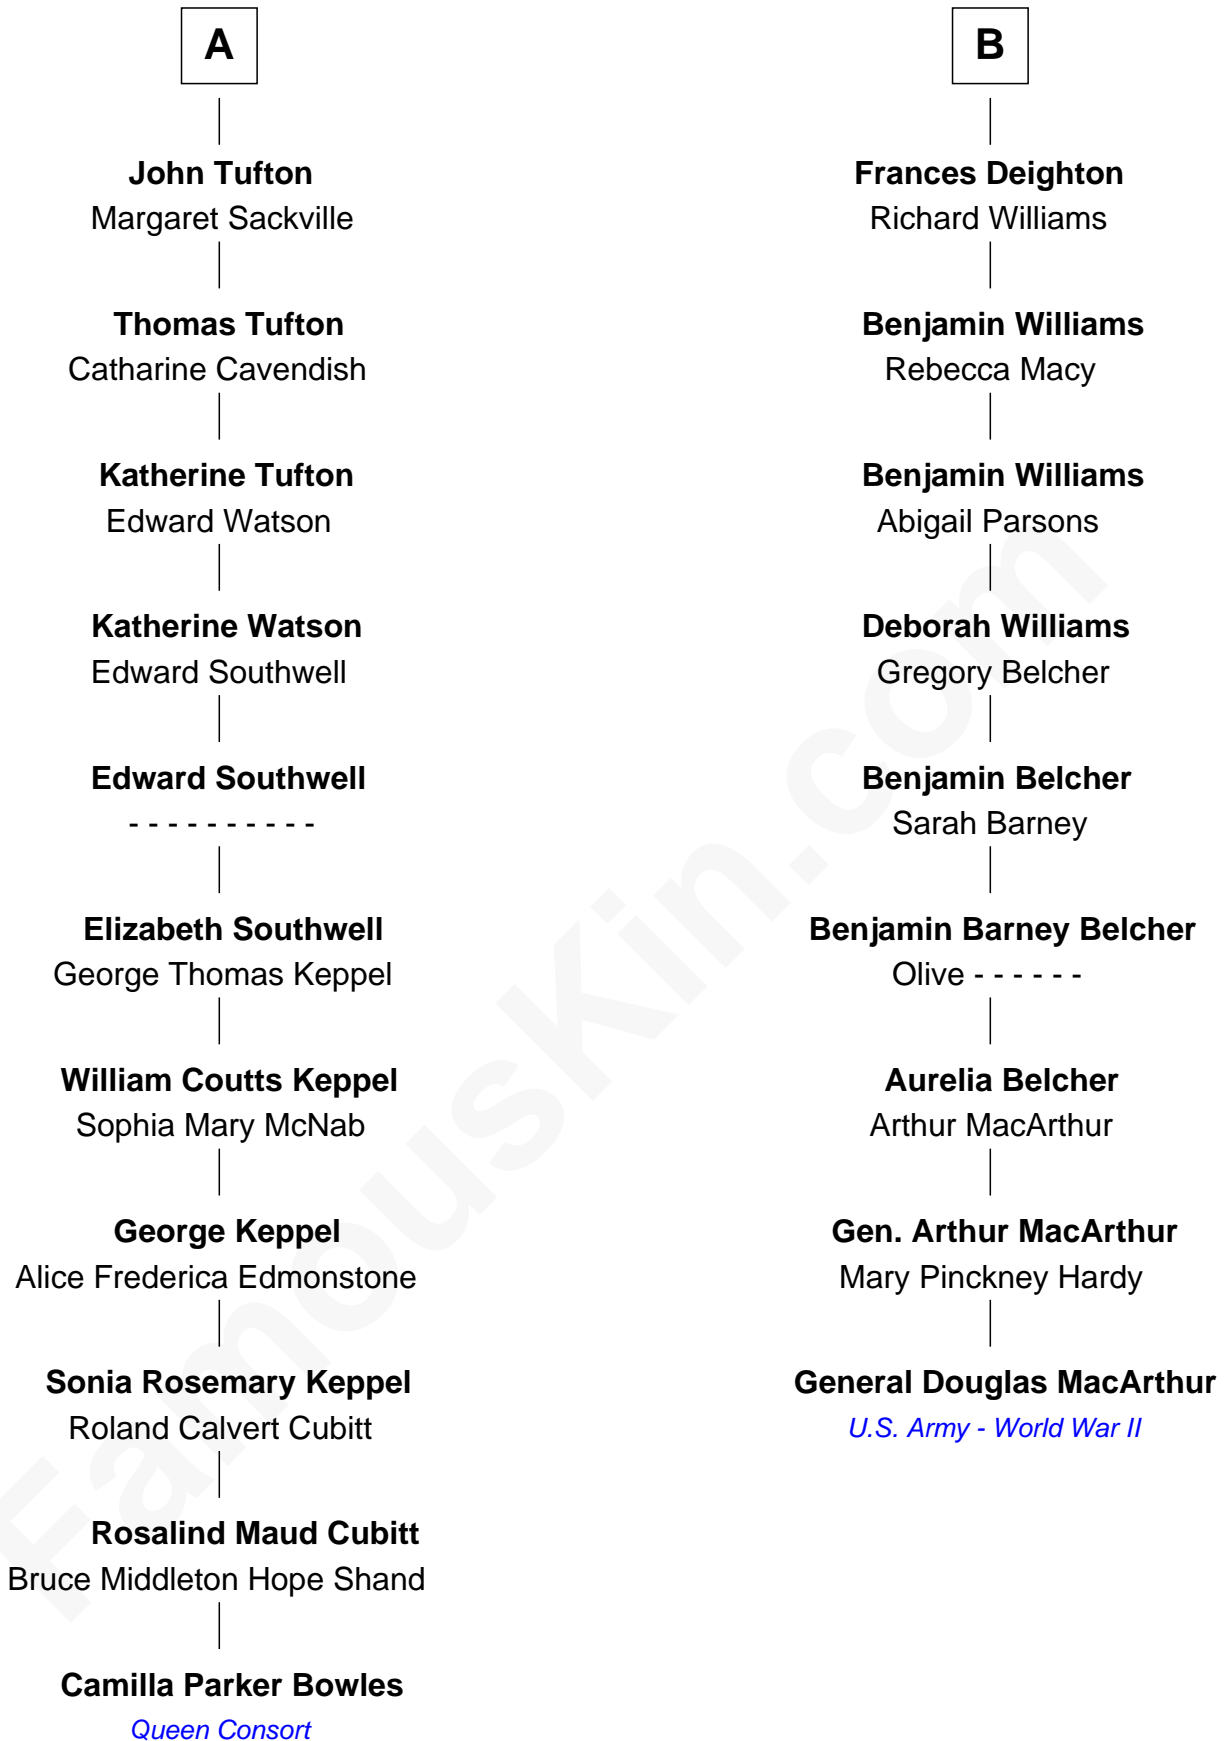 A
John Tufton
Margaret Sackville
Thomas Tufton
Catharine Cavendish
Katherine Tufton
Edward Watson
Katherine Watson
Edward Southwell
Edward Southwell
- - - - - - - - - -
Elizabeth Southwell
George Thomas Keppel
William Coutts Keppel
Sophia Mary McNab
George Keppel
Alice Frederica Edmonstone
Sonia Rosemary Keppel
Roland Calvert Cubitt
Rosalind Maud Cubitt
Bruce Middleton Hope Shand
Camilla Parker Bowles
Queen Consort
B
Frances Deighton
Richard Williams
Benjamin Williams
Rebecca Macy
Benjamin Williams
Abigail Parsons
Deborah Williams
Gregory Belcher
Benjamin Belcher
Sarah Barney
Benjamin Barney Belcher
Olive - - - - - -
Aurelia Belcher
Arthur MacArthur
Gen. Arthur MacArthur
Mary Pinckney Hardy
General Douglas MacArthur
U.S. Army - World War II
FamousKin.com